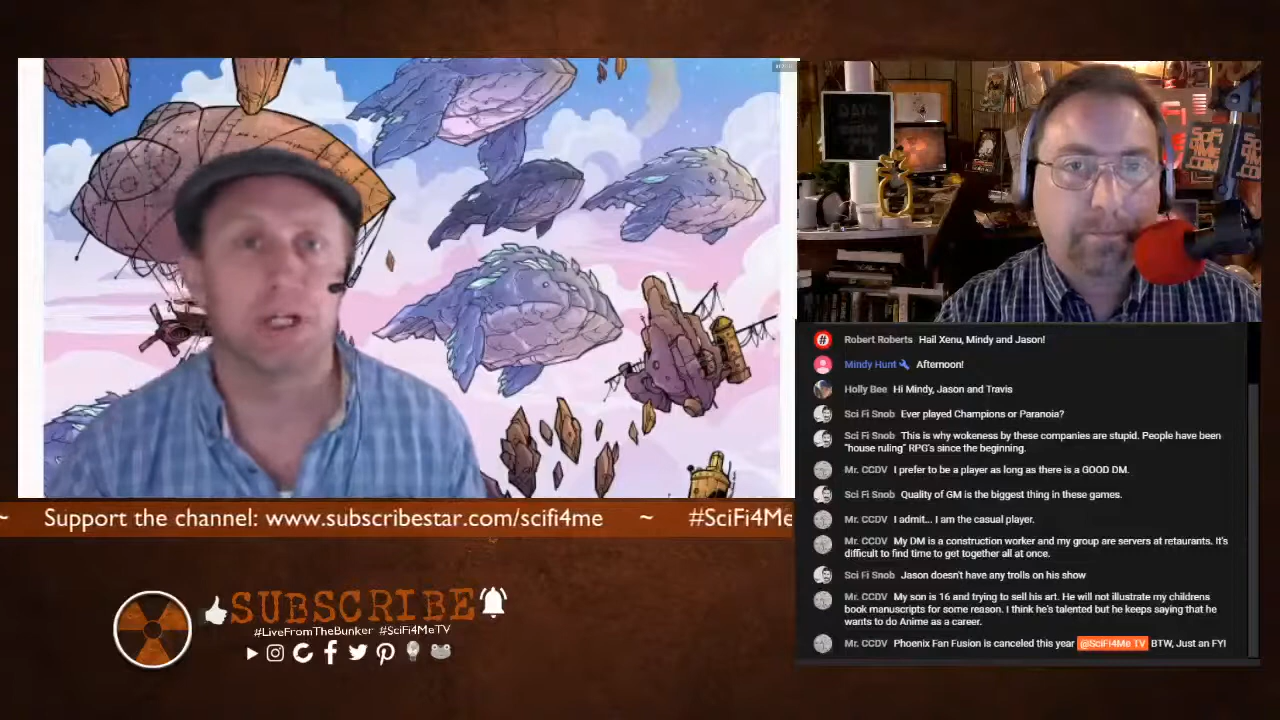 SCIFI
4ME
.COM
Robert Roberts Hail Xenu, Mindy and Jason!
Mindy Hunt Afternoon!
Holly Bee Hi Mindy, Jason and Travis
Sci Fi Snob Ever played Champions or Paranoia?
Sci Fi Snob This is why wokeness by these companies are stupid. People have been
"house ruling" RPG's since the beginning.
Mr. CCDV I prefer to be a player as long as there is a GOOD DM.
Sci Fi Snob Quality of GM is the biggest thing in these games.
Mr. CCDV I admit... I am the casual player.
Mr. CCDV My DM is a construction worker and my group are servers at retaurants. It's
difficult to find time to get together all at once.
Sci Fi Snob Jason doesn't have any trolls on his show
Mr. CCDV My son is 16 and trying to sell his art. He will not illustrate my childrens
book manuscripts for some reason. I think he's talented but he keeps saying that he
wants to do Anime as a career.
Mr. CCDV Phoenix Fan Fusion is canceled this year @SciFi4Me TV BTW, Just an FYI
~ Support the channel: www.subscribestar.com/scifi4me ~ #SciFi4Me
SUBSCRIBE
#LiveFromTheBunker #SciFi4MeTV